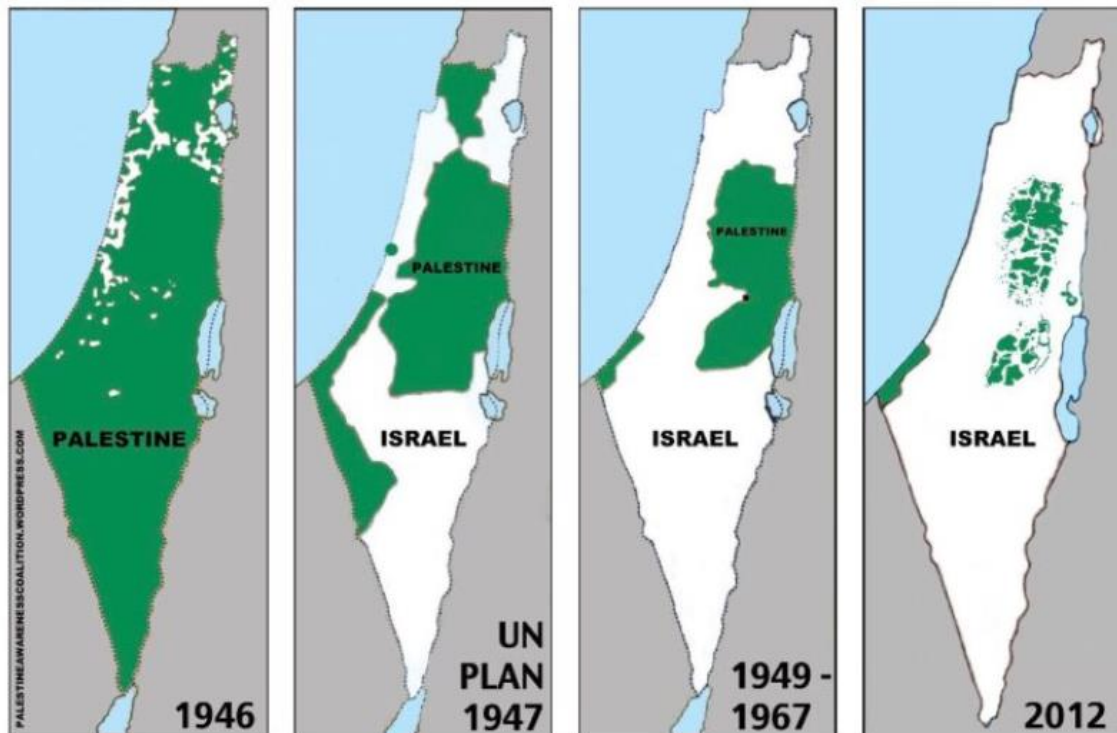 PALESTINEAWARENESSCOALITION.WORDPRESS.COM
PALESTINE
1946
PALESTINE
ISRAEL
UN
PLAN
1947
PALESTINE
ISRAEL
1949 -
1967
ISRAEL
2012